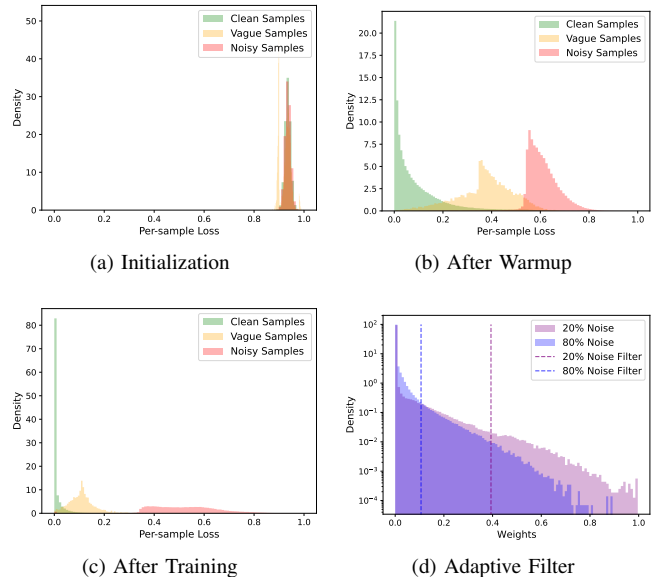 50
40
30
20
10
0
Density
0.0 0.2 0.4 0.6 0.8 1.0
Per-sample Loss
Clean Samples
Vague Samples
Noisy Samples
(a) Initialization
20.0
17.5
15.0
12.5
10.0
7.5
5.0
2.5
0.0
Density
0.0 0.2 0.4 0.6 0.8 1.0
Per-sample Loss
Clean Samples
Vague Samples
Noisy Samples
(b) After Warmup
80
70
60
50
40
30
20
10
0
Density
0.0 0.2 0.4 0.6 0.8 1.0
Per-sample Loss
Clean Samples
Vague Samples
Noisy Samples
(c) After Training
10²
10¹
10⁰
10⁻¹
10⁻²
10⁻³
10⁻⁴
Density
0.0 0.2 0.4 0.6 0.8 1.0
Weights
20% Noise
80% Noise
20% Noise Filter
80% Noise Filter
(d) Adaptive Filter